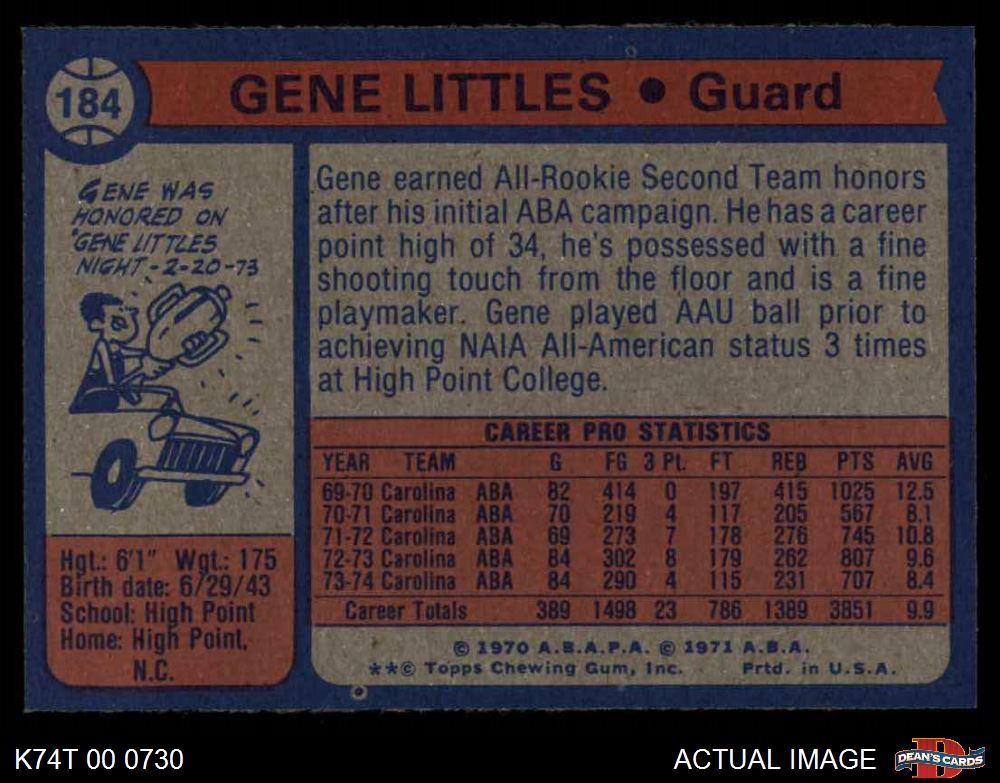 184
GENE LITTLES • Guard
GENE WAS
HONORED ON
"GENE LITTLES
NIGHT - 2-20-73
Gene earned All-Rookie Second Team honors
after his initial ABA campaign. He has a career
point high of 34, he's possessed with a fine
shooting touch from the floor and is a fine
playmaker. Gene played AAU ball prior to
achieving NAIA All-American status 3 times
at High Point College.
Hgt.: 6'1" Wgt.: 175
Birth date: 6/29/43
School: High Point
Home: High Point,
N.C.
CAREER PRO STATISTICS
YEAR TEAM G FG 3 Pt. FT REB PTS AVG
69-70 Carolina ABA 82 414 0 197 415 1025 12.5
70-71 Carolina ABA 70 219 4 117 205 567 8.1
71-72 Carolina ABA 69 273 7 178 276 745 10.8
72-73 Carolina ABA 84 302 8 179 262 807 9.6
73-74 Carolina ABA 84 290 4 115 231 707 8.4
Career Totals 389 1498 23 786 1389 3851 9.9
© 1970 A.B.A.P.A. © 1971 A.B.A.
**© Topps Chewing Gum, Inc. Prtd. in U.S.A.
K74T 00 0730
ACTUAL IMAGE
D
DEAN'S CARDS